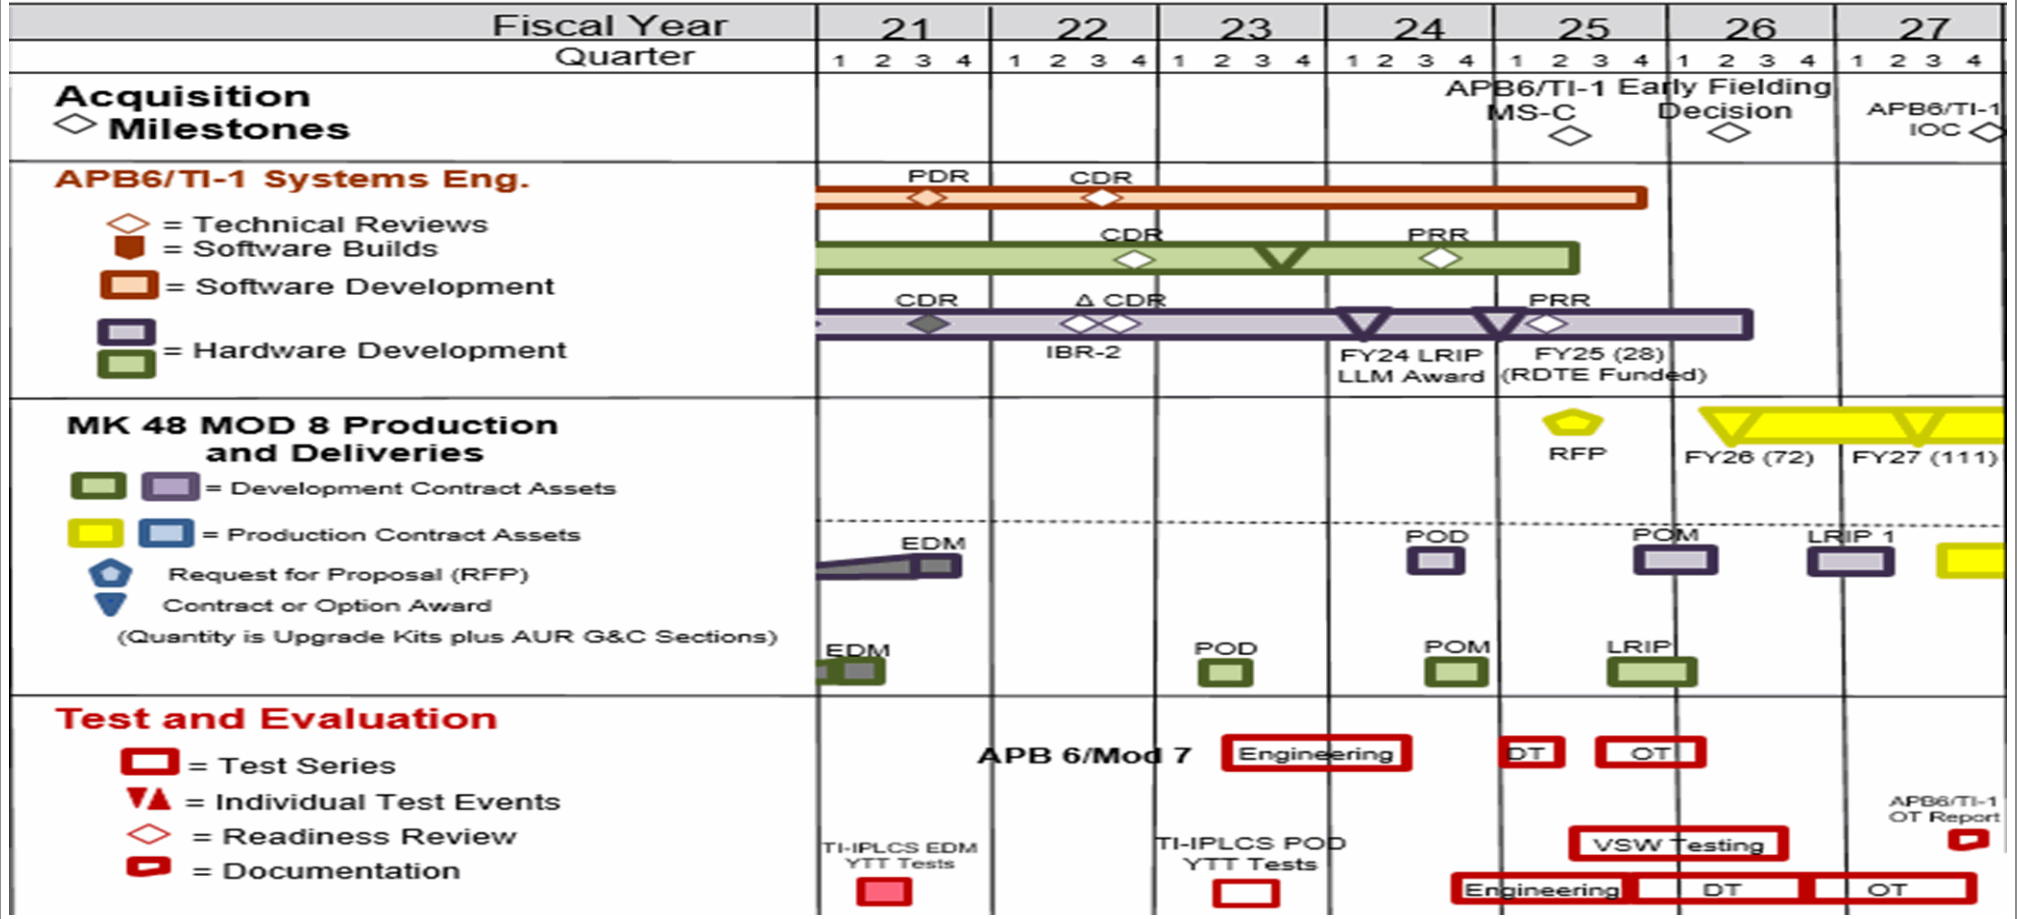 Fiscal Year 21 22 23 24 25 26 27
Quarter 1 2 3 4 1 2 3 4 1 2 3 4 1 2 3 4 1 2 3 4 1 2 3 4 1 2 3 4
Acquisition
Milestones
APB6/TI-1
MS-C
Early Fielding
Decision
APB6/TI-1
IOC
APB6/TI-1 Systems Eng.
PDR CDR
= Technical Reviews
= Software Builds
CDR PRR
= Software Development
CDR Δ CDR PRR
= Hardware Development
IBR-2
FY24 LRIP
LLM Award
FY25 (28)
(RDTE Funded)
MK 48 MOD 8 Production
and Deliveries
RFP FY26 (72) FY27 (111)
= Development Contract Assets
= Production Contract Assets
EDM POD POM LRIP 1
Request for Proposal (RFP)
Contract or Option Award
(Quantity is Upgrade Kits plus AUR G&C Sections)
EDM POD POM LRIP
Test and Evaluation
APB 6/Mod 7 Engineering DT OT
= Test Series
= Individual Test Events
APB6/TI-1
OT Report
= Readiness Review
= Documentation
TI-IPLCS EDM
YTT Tests
TI-IPLCS POD
YTT Tests
VSW Testing
Engineering DT OT